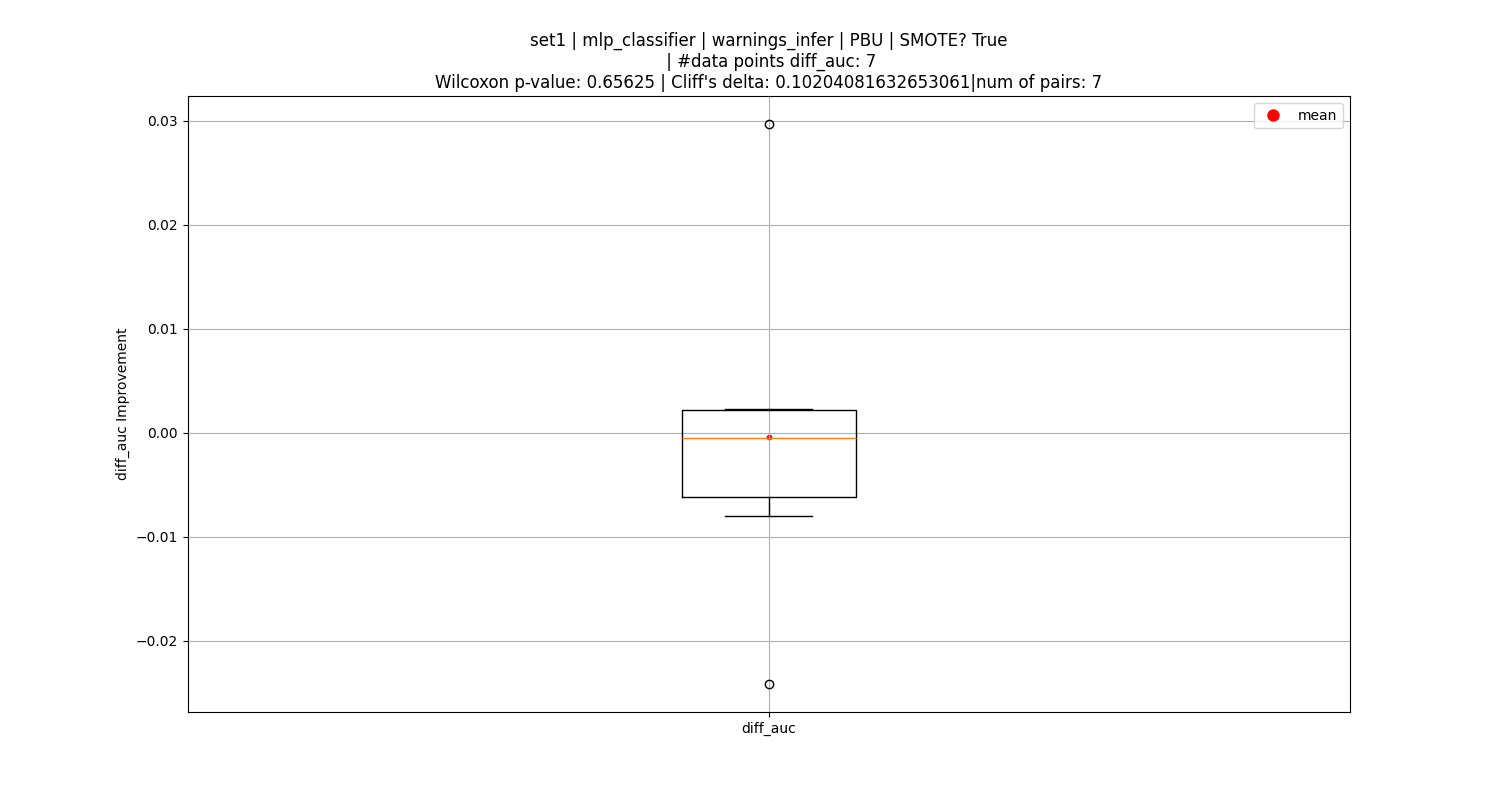 set1 | mlp_classifier | warnings_infer | PBU | SMOTE? True
| #data points diff_auc: 7
Wilcoxon p-value: 0.65625 | Cliff's delta: 0.10204081632653061|num of pairs: 7
mean
0.03
0.02
0.01
0.00
−0.01
−0.02
diff_auc Improvement
diff_auc